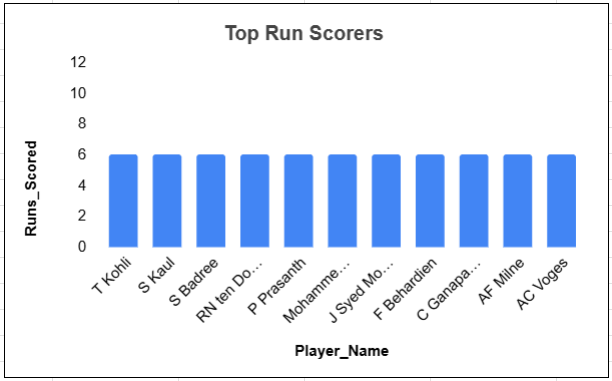 Top Run Scorers
12
10
8
6
4
2
0
Runs_Scored
T Kohli
S Kaul
S Badree
RN ten Do…
P Prasanth
Mohamme…
J Syed Mo…
F Behardien
C Ganapa…
AF Milne
AC Voges
Player_Name